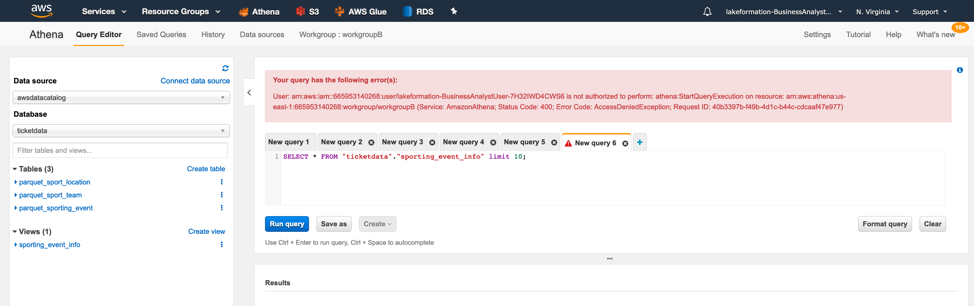 aws Services Resource Groups Athena S3 AWS Glue RDS lakeformation-BusinessAnalyst... N. Virginia Support
Athena Query Editor Saved Queries History Data sources Workgroup : workgroupB Settings Tutorial Help What's new 10+
Data source Connect data source
awsdatacatalog
Database
ticketdata
Filter tables and views...
Tables (3) Create table
parquet_sport_location
parquet_sport_team
parquet_sporting_event
Views (1) Create view
sporting_event_info
Your query has the following error(s):
User: arn:aws:iam::665953140268:user/lakeformation-BusinessAnalystUser-7H32IWD4CWS6 is not authorized to perform: athena:StartQueryExecution on resource: arn:aws:athena:us-
east-1:665953140268:workgroup/workgroupB (Service: AmazonAthena; Status Code: 400; Error Code: AccessDeniedException; Request ID: 40b3397b-f49b-4d1c-b44c-cdcaaf47e977)
New query 1 New query 2 New query 3 New query 4 New query 5 New query 6 +
1 SELECT * FROM "ticketdata"."sporting_event_info" limit 10;
Run query Save as Create Format query Clear
Use Ctrl + Enter to run query, Ctrl + Space to autocomplete
Results